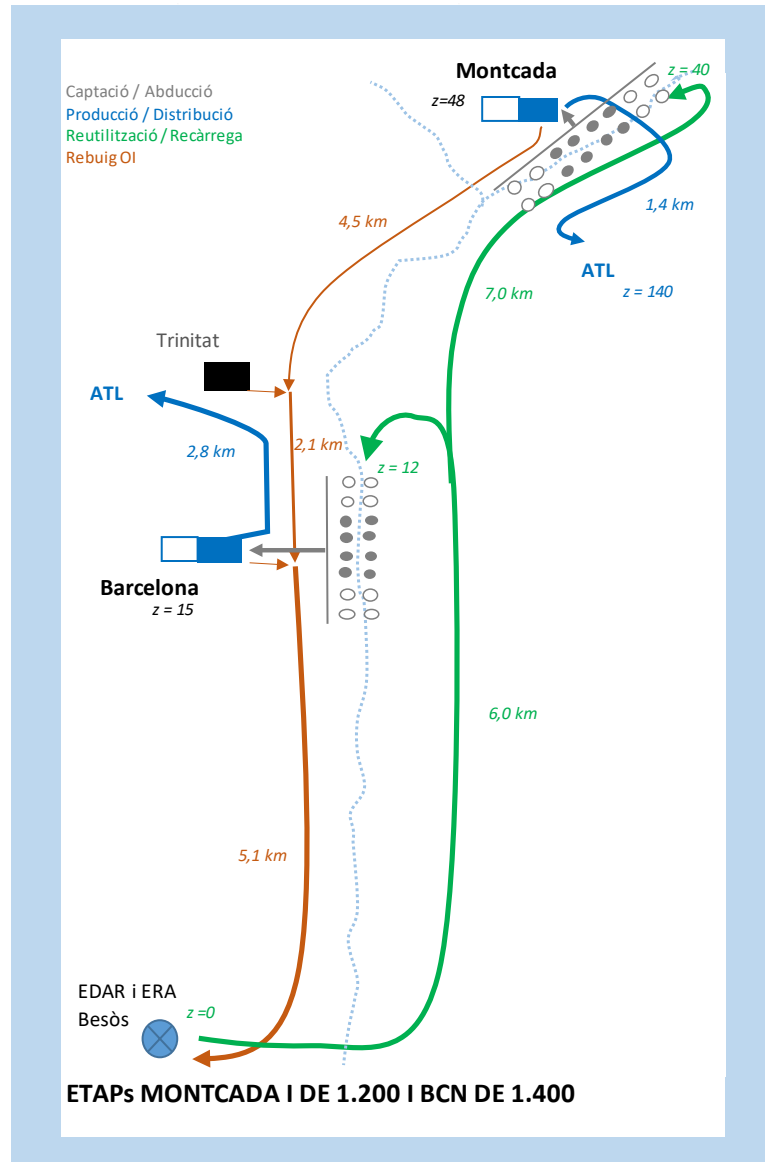 Montcada
z = 40
Captació / Abducció
Producció / Distribució
Reutilització / Recàrrega
Rebuig OI
z=48
4,5 km
1,4 km
ATL
z = 140
7,0 km
Trinitat
ATL
2,8 km
2,1 km
z = 12
Barcelona
z = 15
6,0 km
5,1 km
EDAR i ERA
Besòs
z =0
ETAPs MONTCADA I DE 1.200 I BCN DE 1.400